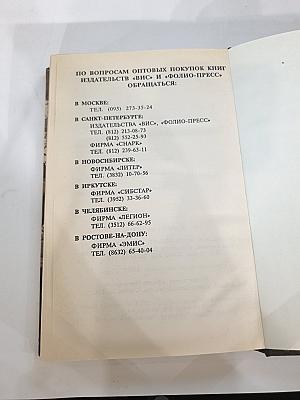 ПО ВОПРОСАМ ОПТОВЫХ ПОКУПОК КНИГ
ИЗДАТЕЛЬСТВ «ВИС» И «ФОЛИО-ПРЕСС»
ОБРАЩАТЬСЯ:
В МОСКВЕ:
ТЕЛ. (095) 273-35-24
В САНКТ-ПЕТЕРБУРГЕ:
ИЗДАТЕЛЬСТВА «ВИС», «ФОЛИО-ПРЕСС»
ТЕЛ. (812) 213-08-73
(812) 552-25-93
ФИРМА «СНАРК»
ТЕЛ. (812) 239-63-11
В НОВОСИБИРСКЕ:
ФИРМА «ЛИТЕР»
ТЕЛ. (3832) 10-70-56
В ИРКУТСКЕ:
ФИРМА «СИБСТАР»
ТЕЛ. (3952) 33-36-60
В ЧЕЛЯБИНСКЕ:
ФИРМА «ЛЕГИОН»
ТЕЛ. (3512) 66-62-95
В РОСТОВЕ-НА-ДОНУ:
ФИРМА «ЭМИС»
ТЕЛ. (8632) 65-40-04